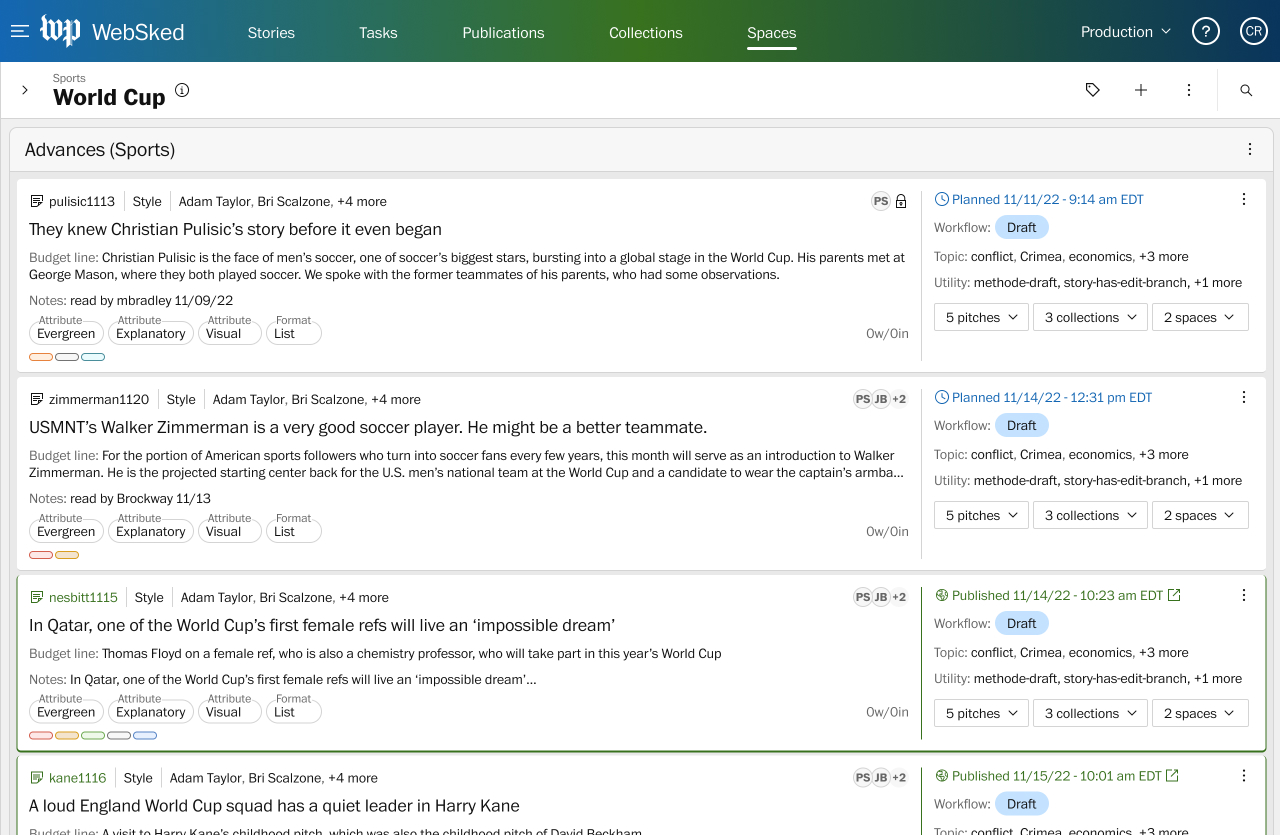 wp WebSked Stories Tasks Publications Collections Spaces Production ? CR
Sports
World Cup
Advances (Sports)
pulisic1113 Style Adam Taylor, Bri Scalzone, +4 more PS
They knew Christian Pulisic’s story before it even began
Budget line: Christian Pulisic is the face of men’s soccer, one of soccer’s biggest stars, bursting into a global stage in the World Cup. His parents met at
George Mason, where they both played soccer. We spoke with the former teammates of his parents, who had some observations.
Notes: read by mbradley 11/09/22
Attribute Attribute Attribute Format
Evergreen Explanatory Visual List
0w/0in
Planned 11/11/22 - 9:14 am EDT
Workflow: Draft
Topic: conflict, Crimea, economics, +3 more
Utility: methode-draft, story-has-edit-branch, +1 more
5 pitches 3 collections 2 spaces
zimmerman1120 Style Adam Taylor, Bri Scalzone, +4 more PS JB +2
USMNT’s Walker Zimmerman is a very good soccer player. He might be a better teammate.
Budget line: For the portion of American sports followers who turn into soccer fans every few years, this month will serve as an introduction to Walker
Zimmerman. He is the projected starting center back for the U.S. men’s national team at the World Cup and a candidate to wear the captain’s armba...
Notes: read by Brockway 11/13
Attribute Attribute Attribute Format
Evergreen Explanatory Visual List
0w/0in
Planned 11/14/22 - 12:31 pm EDT
Workflow: Draft
Topic: conflict, Crimea, economics, +3 more
Utility: methode-draft, story-has-edit-branch, +1 more
5 pitches 3 collections 2 spaces
nesbitt1115 Style Adam Taylor, Bri Scalzone, +4 more PS JB +2
In Qatar, one of the World Cup’s first female refs will live an ‘impossible dream’
Budget line: Thomas Floyd on a female ref, who is also a chemistry professor, who will take part in this year’s World Cup
Notes: In Qatar, one of the World Cup’s first female refs will live an ‘impossible dream’...
Attribute Attribute Attribute Format
Evergreen Explanatory Visual List
0w/0in
Published 11/14/22 - 10:23 am EDT
Workflow: Draft
Topic: conflict, Crimea, economics, +3 more
Utility: methode-draft, story-has-edit-branch, +1 more
5 pitches 3 collections 2 spaces
kane1116 Style Adam Taylor, Bri Scalzone, +4 more PS JB +2
A loud England World Cup squad has a quiet leader in Harry Kane
Budget line: A visit to Harry Kane’s childhood pitch, which was also the childhood pitch of David Beckham
Published 11/15/22 - 10:01 am EDT
Workflow: Draft
Topic: conflict, Crimea, economics, +3 more